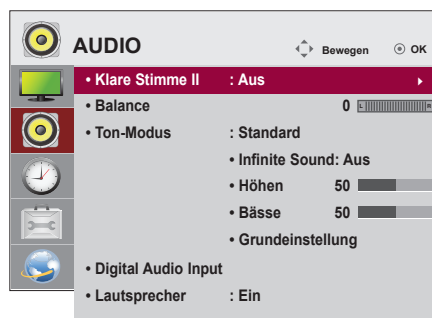 AUDIO Bewegen OK
• Klare Stimme II : Aus
• Balance 0 L R
• Ton-Modus : Standard
• Infinite Sound: Aus
• Höhen 50
• Bässe 50
• Grundeinstellung
• Digital Audio Input
• Lautsprecher : Ein